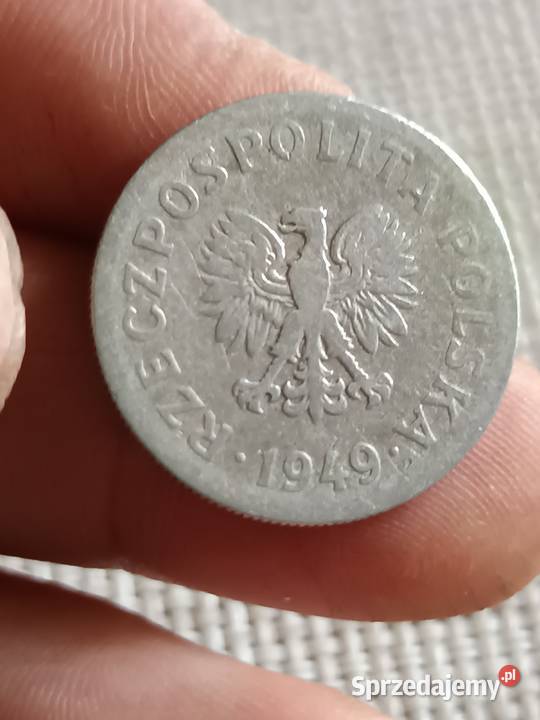 RZECZPOSPOLITA POLSKA
· 1949 ·
Sprzedajemy.pl